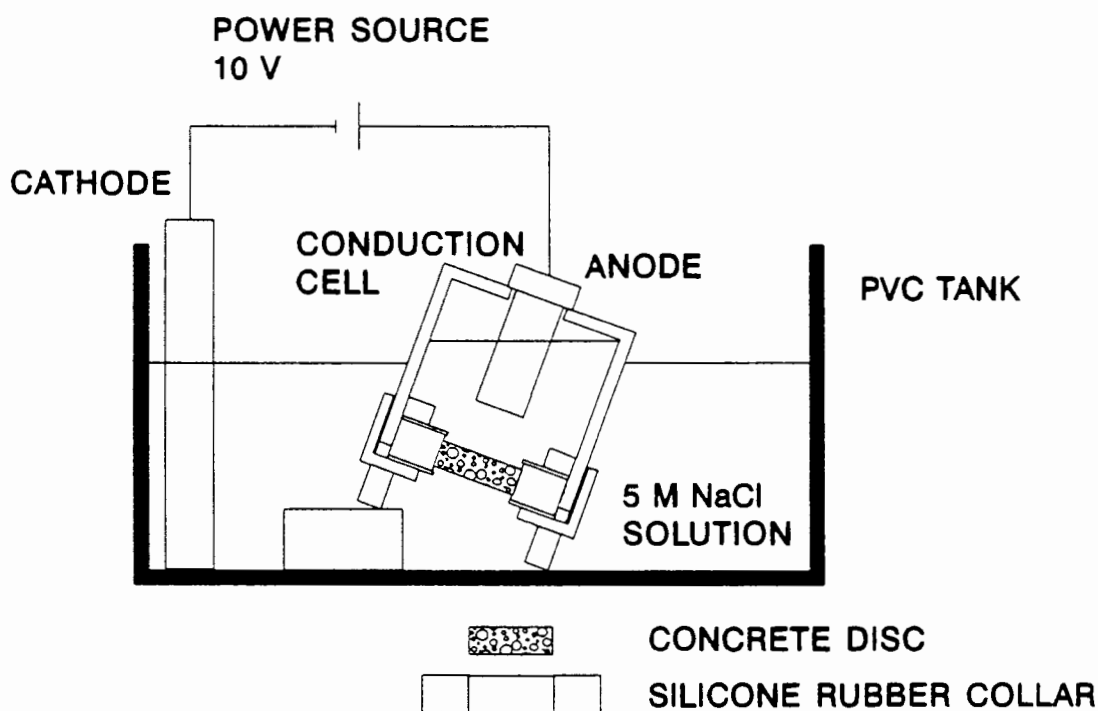 POWER SOURCE
10 V
CATHODE
CONDUCTION
CELL
ANODE
PVC TANK
5 M NaCl
SOLUTION
CONCRETE DISC
SILICONE RUBBER COLLAR